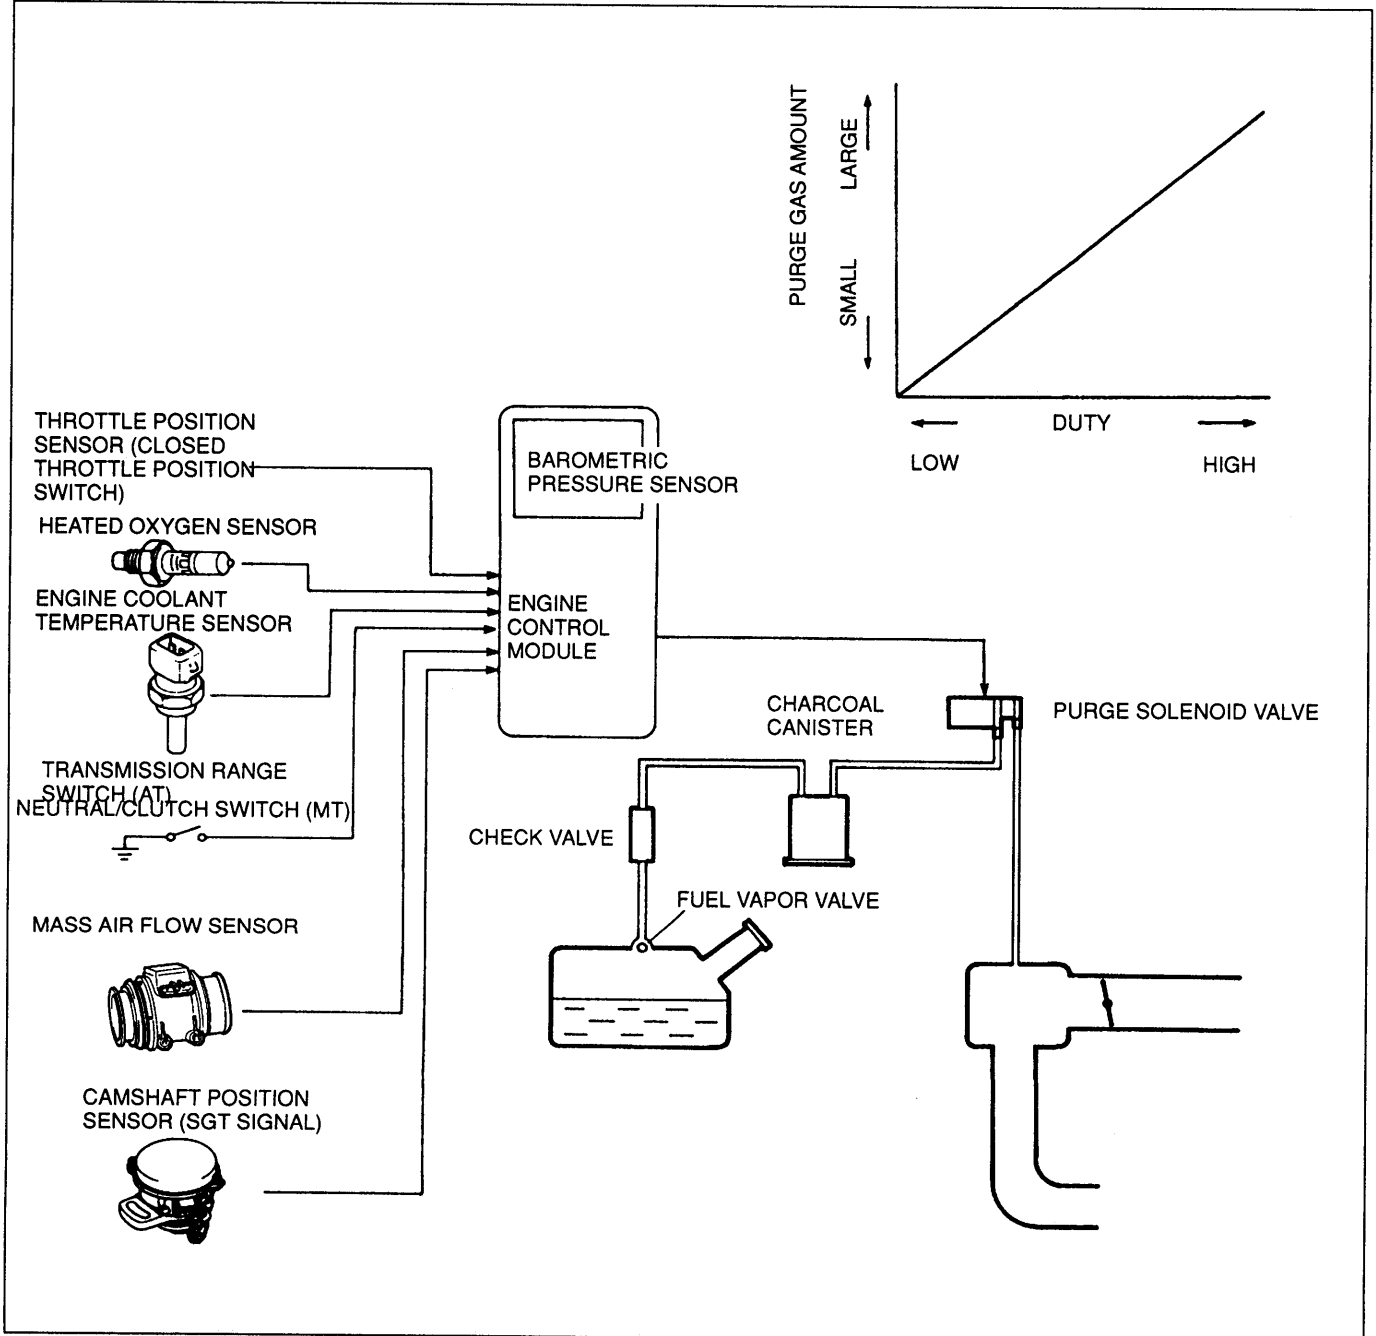 PURGE GAS AMOUNT
SMALL LARGE
DUTY
LOW HIGH
THROTTLE POSITION
SENSOR (CLOSED
THROTTLE POSITION
SWITCH)
HEATED OXYGEN SENSOR
ENGINE COOLANT
TEMPERATURE SENSOR
TRANSMISSION RANGE
SWITCH (AT)
NEUTRAL/CLUTCH SWITCH (MT)
MASS AIR FLOW SENSOR
CAMSHAFT POSITION
SENSOR (SGT SIGNAL)
BAROMETRIC
PRESSURE SENSOR
ENGINE
CONTROL
MODULE
CHARCOAL
CANISTER
PURGE SOLENOID VALVE
CHECK VALVE
FUEL VAPOR VALVE